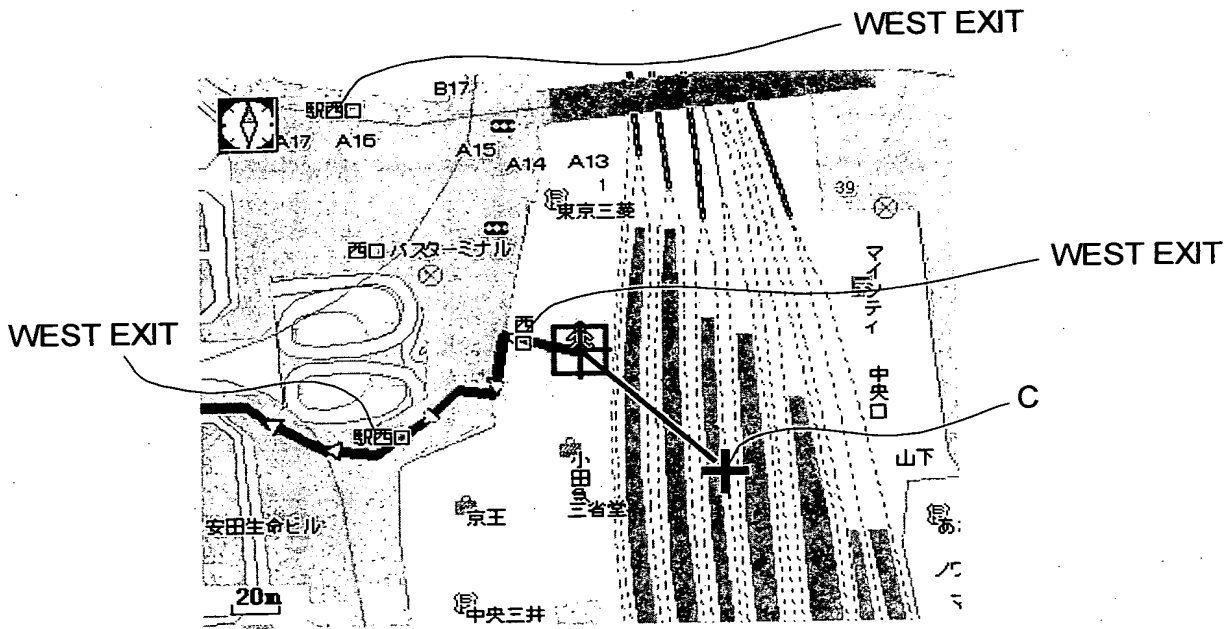 WEST EXIT
B17
駅西口
A17
A16
A15
A14
A13
1
東京三菱
39
西口バスターミナル
マイシティ
WEST EXIT
西口
WEST EXIT
中央口
C
駅西口
山下
小田急
三省堂
京王
安田生命ビル
あ
ノワ
20m
中央三井